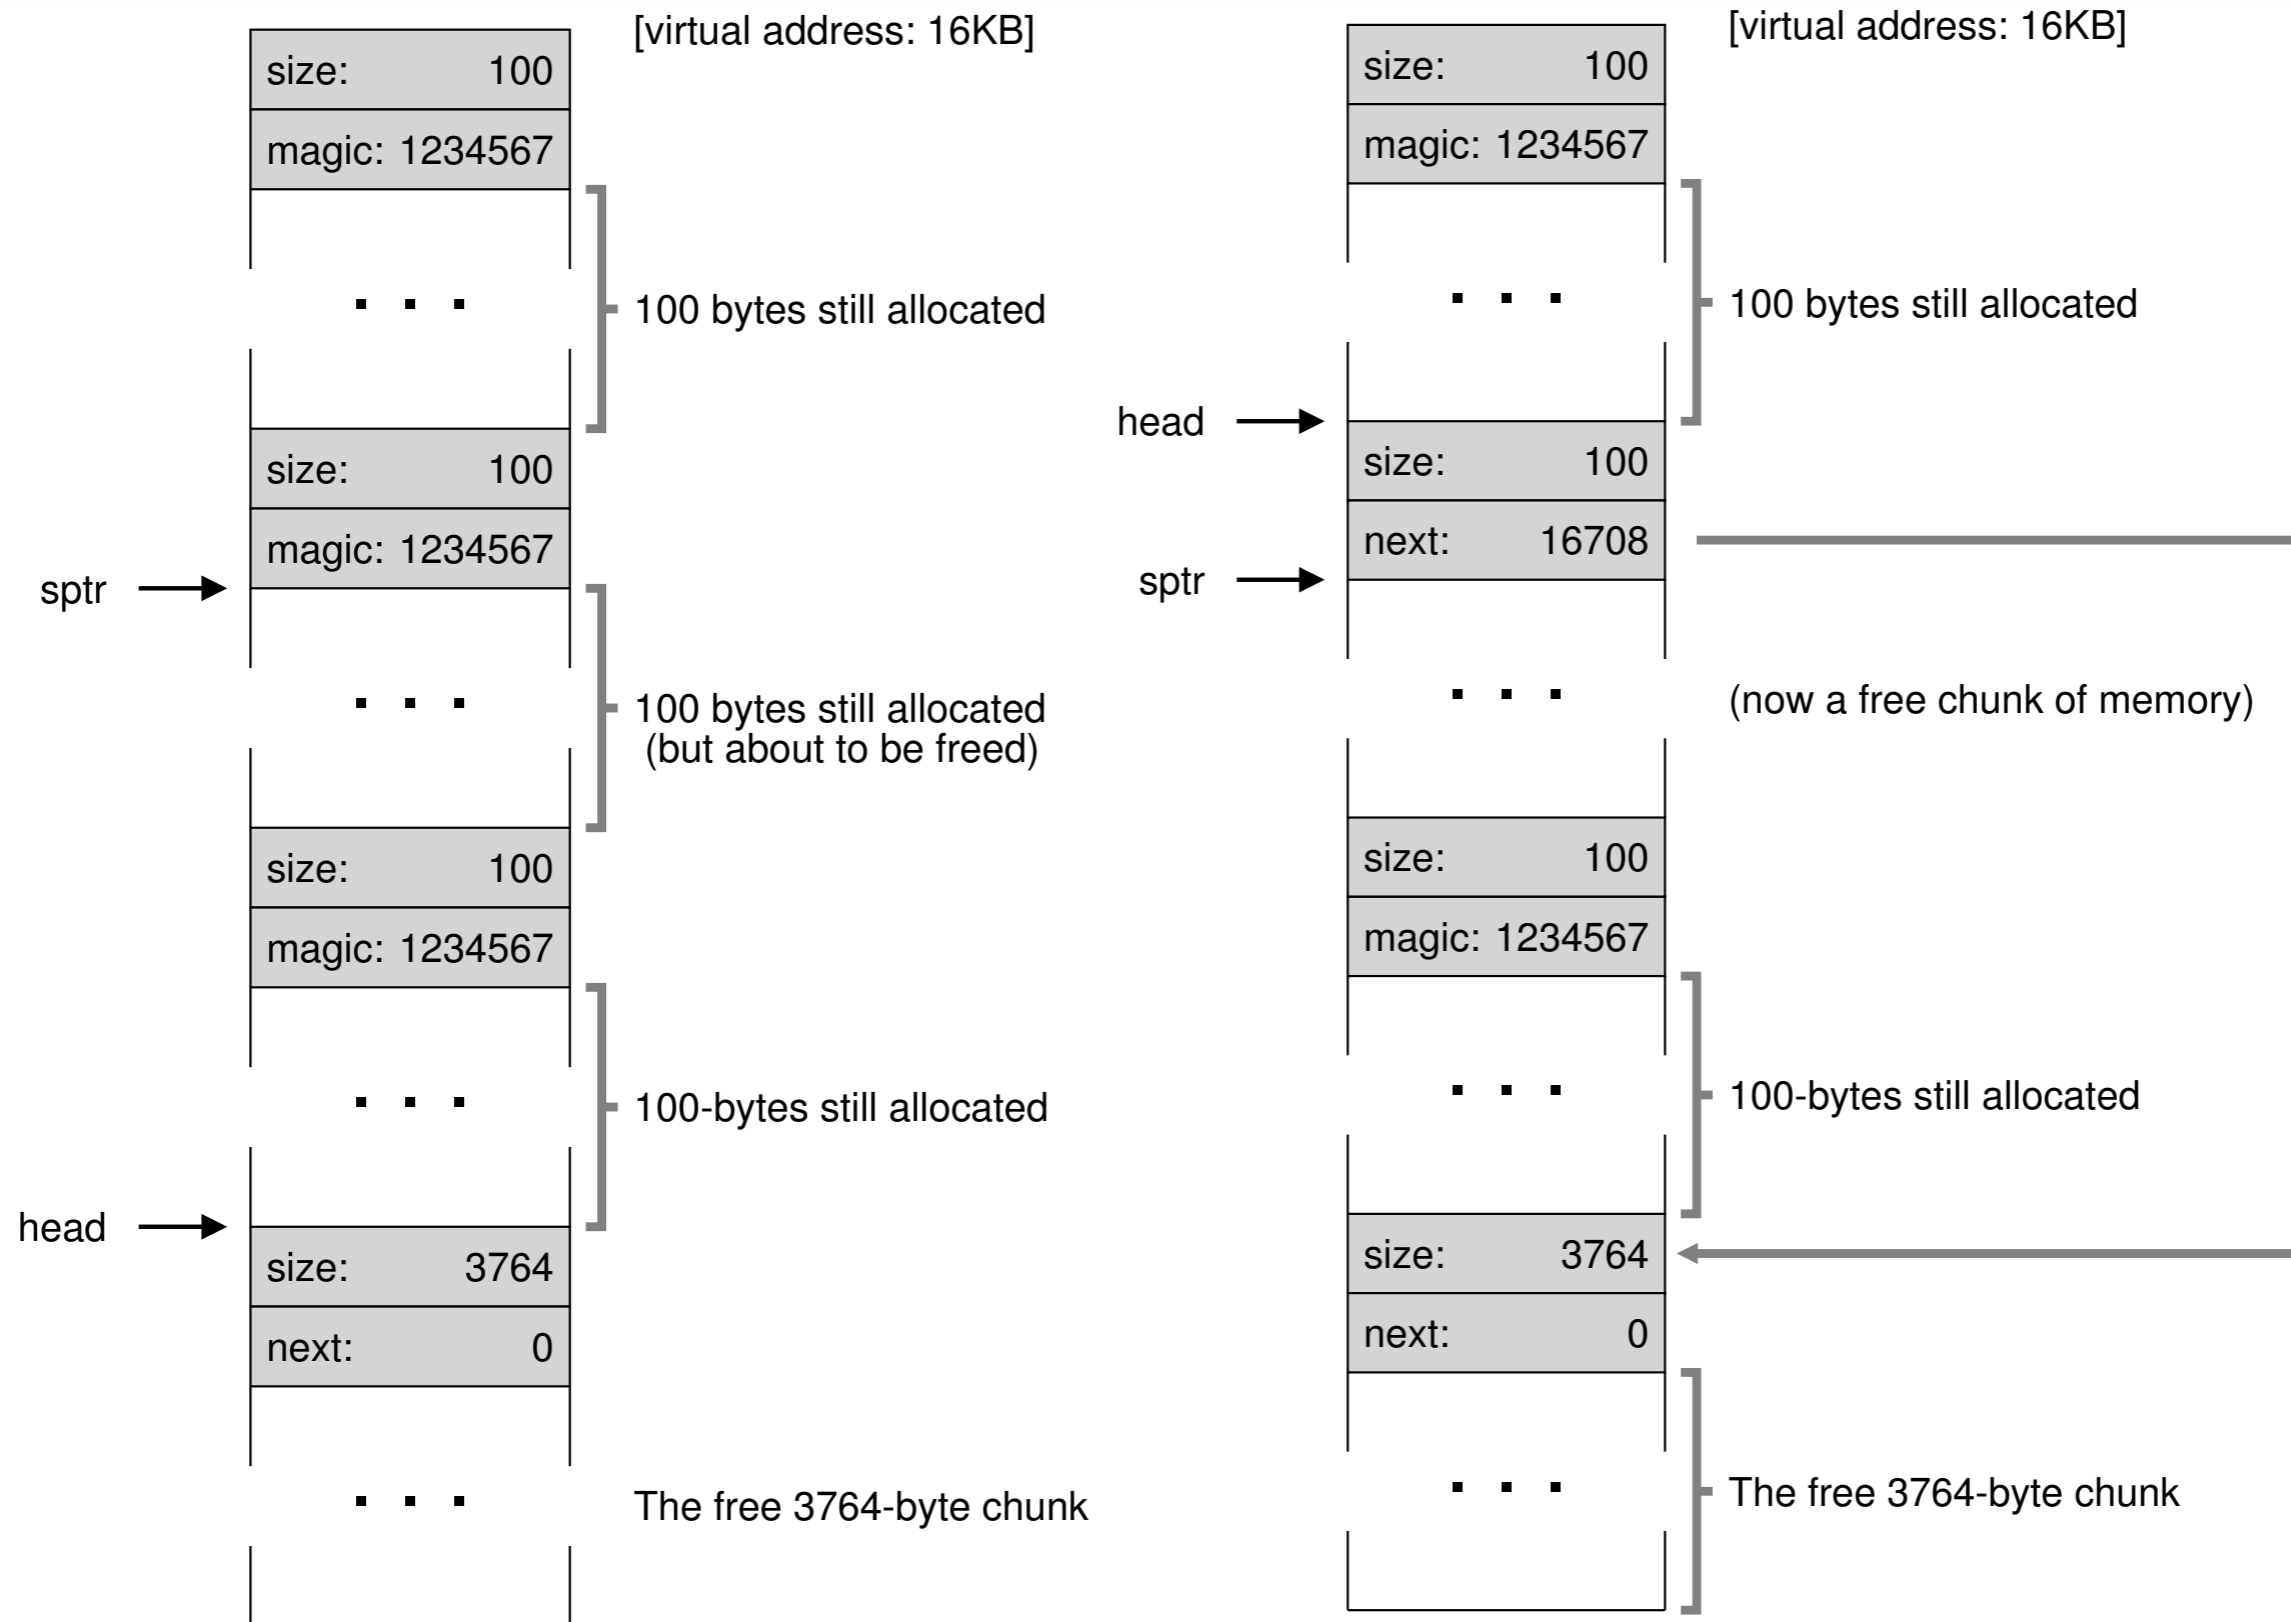 [virtual address: 16KB]
size: 100
magic: 1234567
. . .
100 bytes still allocated
size: 100
magic: 1234567
sptr
. . .
100 bytes still allocated
(but about to be freed)
size: 100
magic: 1234567
. . .
100-bytes still allocated
head
size: 3764
next: 0
. . .
The free 3764-byte chunk
[virtual address: 16KB]
size: 100
magic: 1234567
. . .
100 bytes still allocated
head
size: 100
next: 16708
sptr
. . .
(now a free chunk of memory)
size: 100
magic: 1234567
. . .
100-bytes still allocated
size: 3764
next: 0
. . .
The free 3764-byte chunk